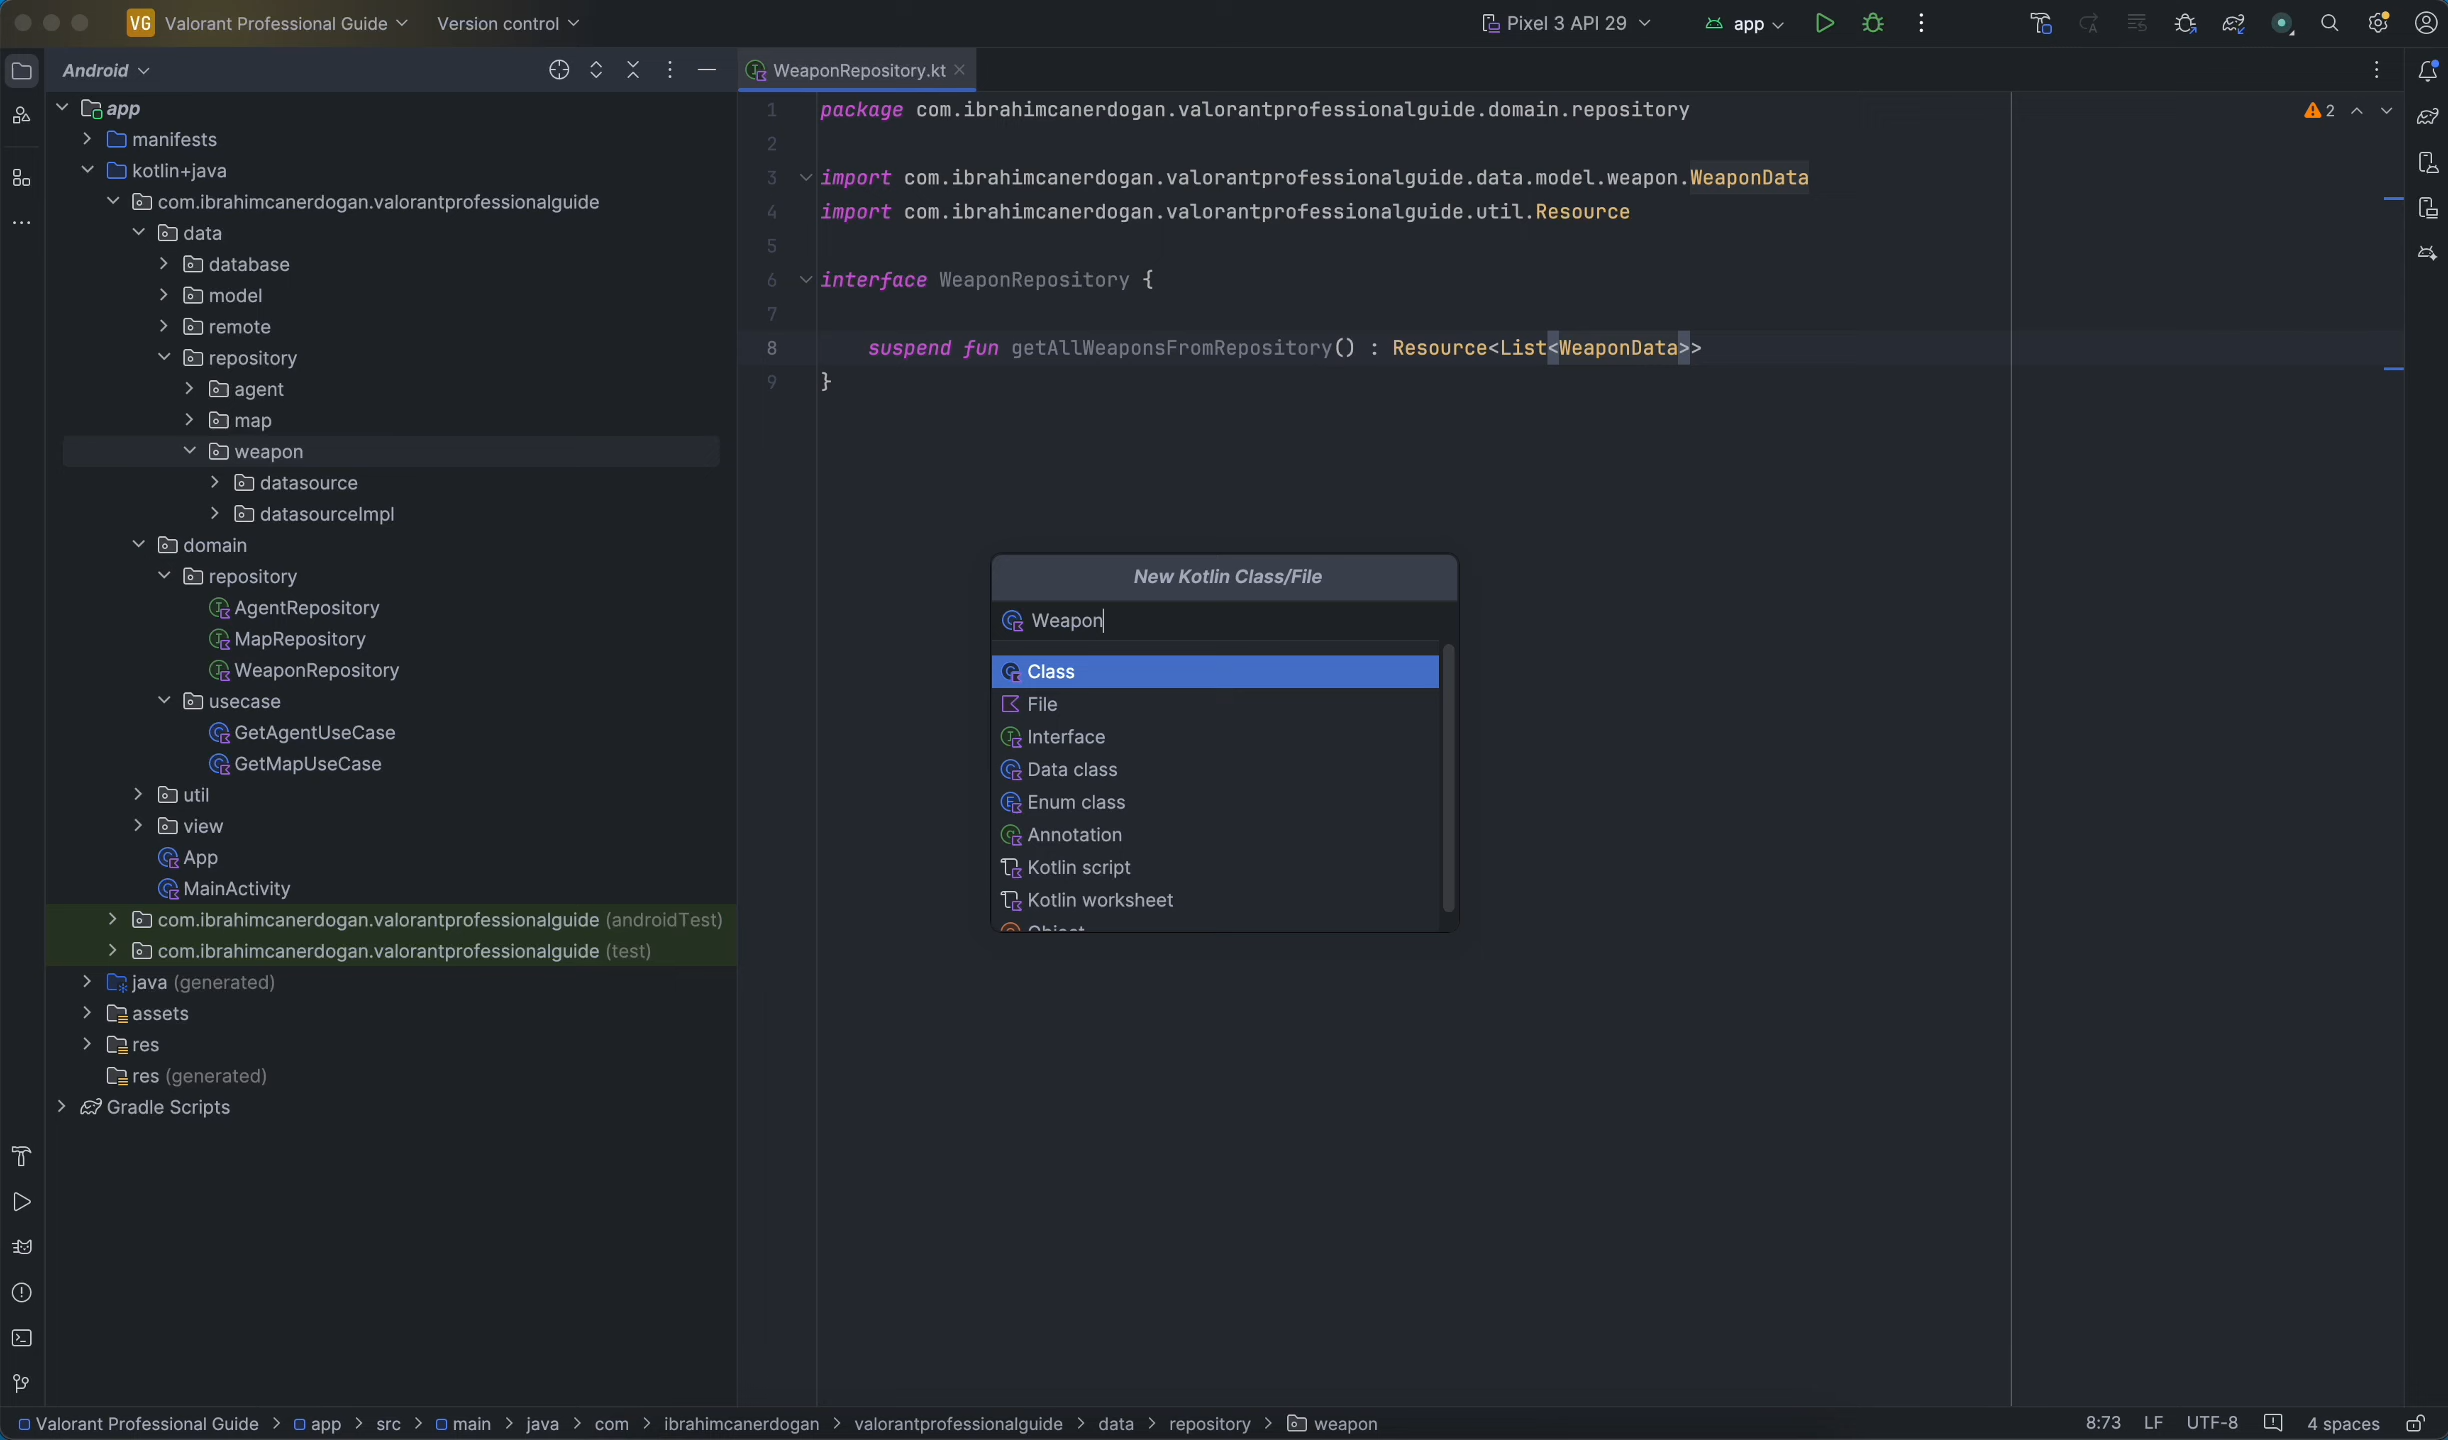 VG Valorant Professional Guide Version control Pixel 3 API 29 app
Android
app
manifests
kotlin+java
com.ibrahimcanerdogan.valorantprofessionalguide
data
database
model
remote
repository
agent
map
weapon
datasource
datasourceImpl
domain
repository
AgentRepository
MapRepository
WeaponRepository
usecase
GetAgentUseCase
GetMapUseCase
util
view
App
MainActivity
com.ibrahimcanerdogan.valorantprofessionalguide (androidTest)
com.ibrahimcanerdogan.valorantprofessionalguide (test)
java (generated)
assets
res
res (generated)
Gradle Scripts
WeaponRepository.kt
2
1 package com.ibrahimcanerdogan.valorantprofessionalguide.domain.repository
2
3 import com.ibrahimcanerdogan.valorantprofessionalguide.data.model.weapon.WeaponData
4 import com.ibrahimcanerdogan.valorantprofessionalguide.util.Resource
5
6 interface WeaponRepository {
7
8 suspend fun getAllWeaponsFromRepository() : Resource<List<WeaponData>>
9 }
New Kotlin Class/File
Weapon
Class
File
Interface
Data class
Enum class
Annotation
Kotlin script
Kotlin worksheet
Object
Valorant Professional Guide > app > src > main > java > com > ibrahimcanerdogan > valorantprofessionalguide > data > repository > weapon 8:73 LF UTF-8 4 spaces